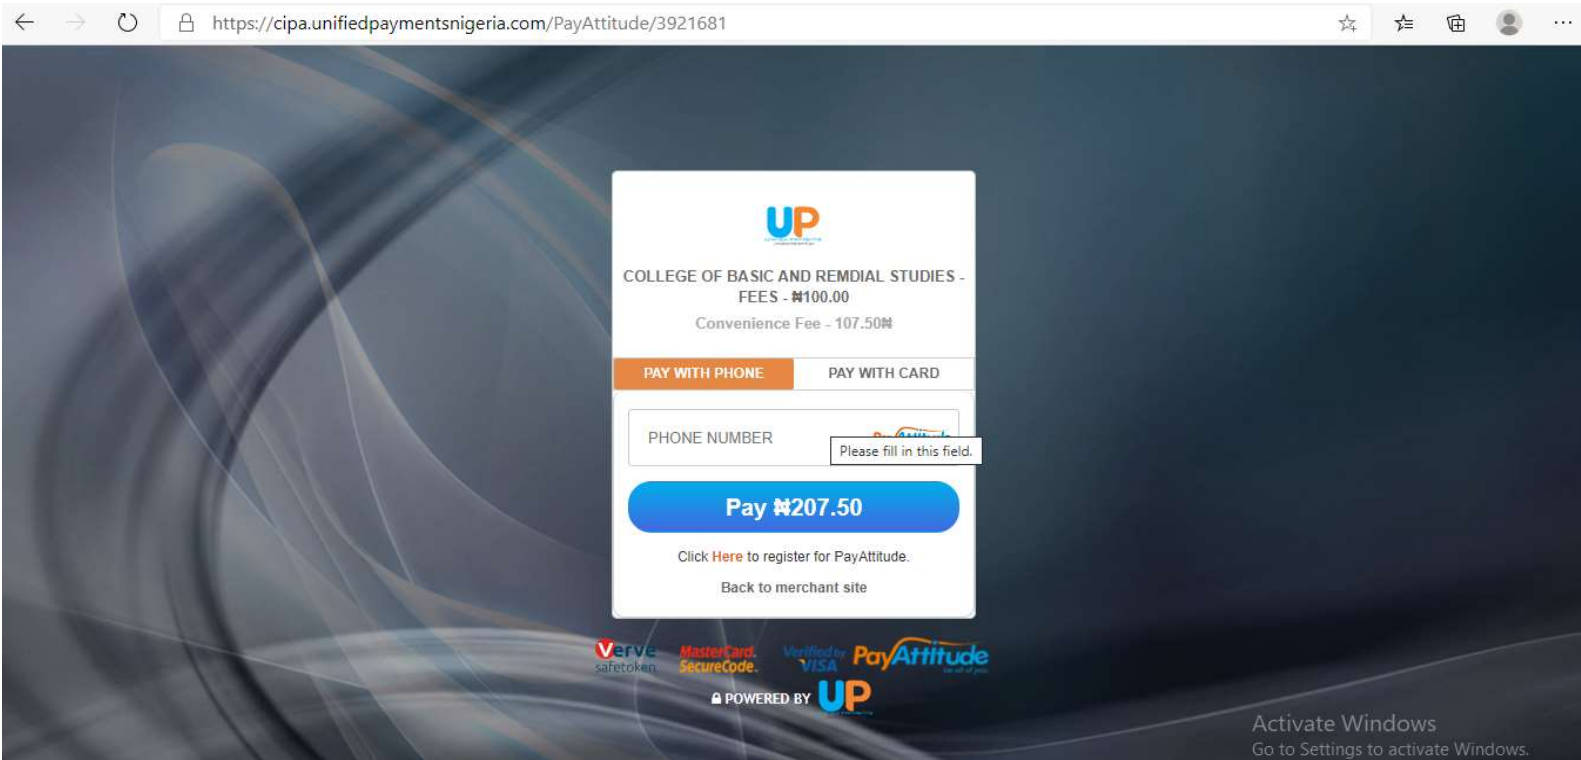 https://cipa.unifiedpaymentsnigeria.com/PayAttitude/3921681
UP
COLLEGE OF BASIC AND REMDIAL STUDIES -
FEES - ₦100.00
Convenience Fee - 107.50₦
PAY WITH PHONE PAY WITH CARD
PHONE NUMBER
Please fill in this field.
Pay ₦207.50
Click Here to register for PayAttitude.
Back to merchant site
Verve MasterCard. Verified by PayAttitude
safetoken SecureCode. VISA
POWERED BY UP
Activate Windows
Go to Settings to activate Windows.